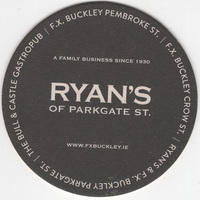 F.X. BUCKLEY PEMBROKE ST. | F.X. BUCKLEY CROW ST. | RYAN'S & F.X. BUCKLEY PARKGATE ST. | THE BULL & CASTLE GASTROPUB |
A FAMILY BUSINESS SINCE 1930
RYAN'S
OF PARKGATE ST.
WWW.FXBUCKLEY.IE